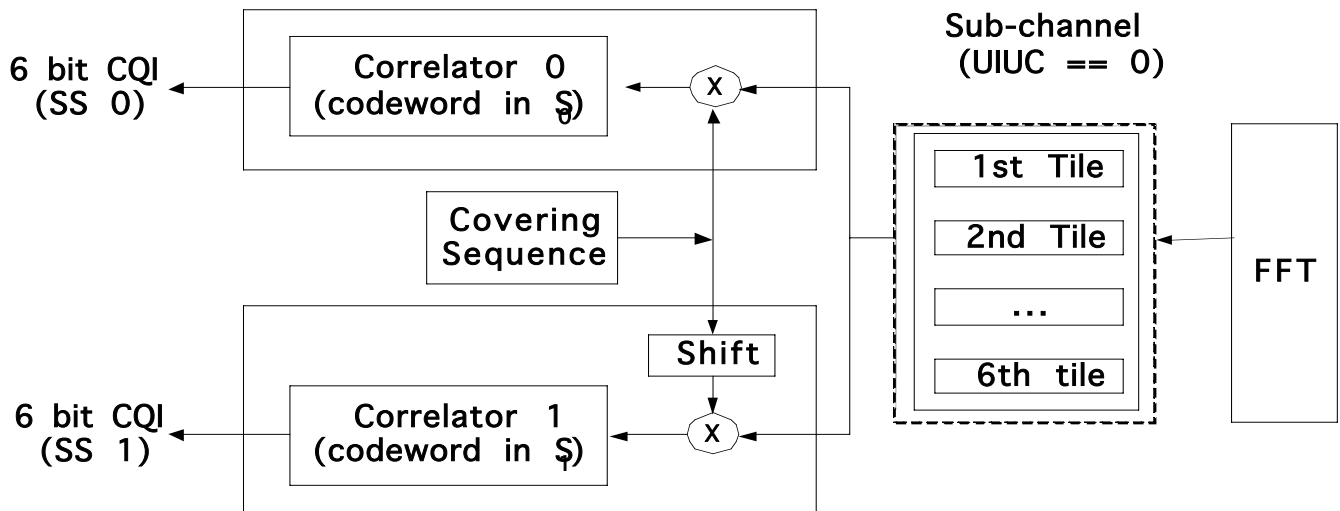 Sub-channel
(UIUC == 0)
6 bit CQI
(SS 0)
Correlator 0
(codeword in S0)
X
1st Tile
Covering
Sequence
2nd Tile
FFT
...
Shift
6th tile
6 bit CQI
(SS 1)
Correlator 1
(codeword in S1)
X